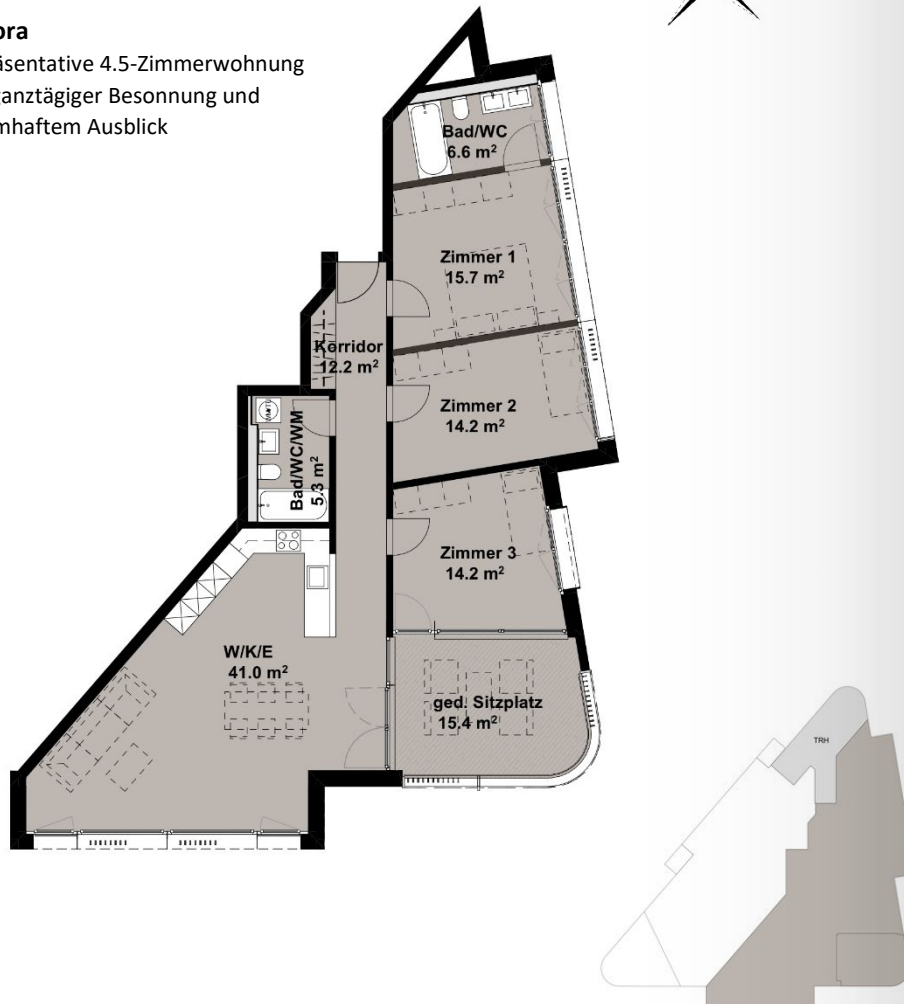 ora
äsentative 4.5-Zimmerwohnung
ganztägiger Besonnung und
mhaftem Ausblick
Bad/WC
6.6 m²
Zimmer 1
15.7 m²
Korridor
12.2 m²
Zimmer 2
14.2 m²
Bad/WC/WM
5.3 m²
Zimmer 3
14.2 m²
W/K/E
41.0 m²
ged. Sitzplatz
15.4 m²
TRH